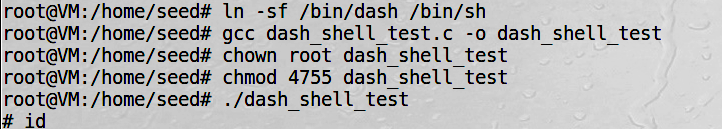 root@VM:/home/seed# ln -sf /bin/dash /bin/sh
root@VM:/home/seed# gcc dash_shell_test.c -o dash_shell_test
root@VM:/home/seed# chown root dash_shell_test
root@VM:/home/seed# chmod 4755 dash_shell_test
root@VM:/home/seed# ./dash_shell_test
# id